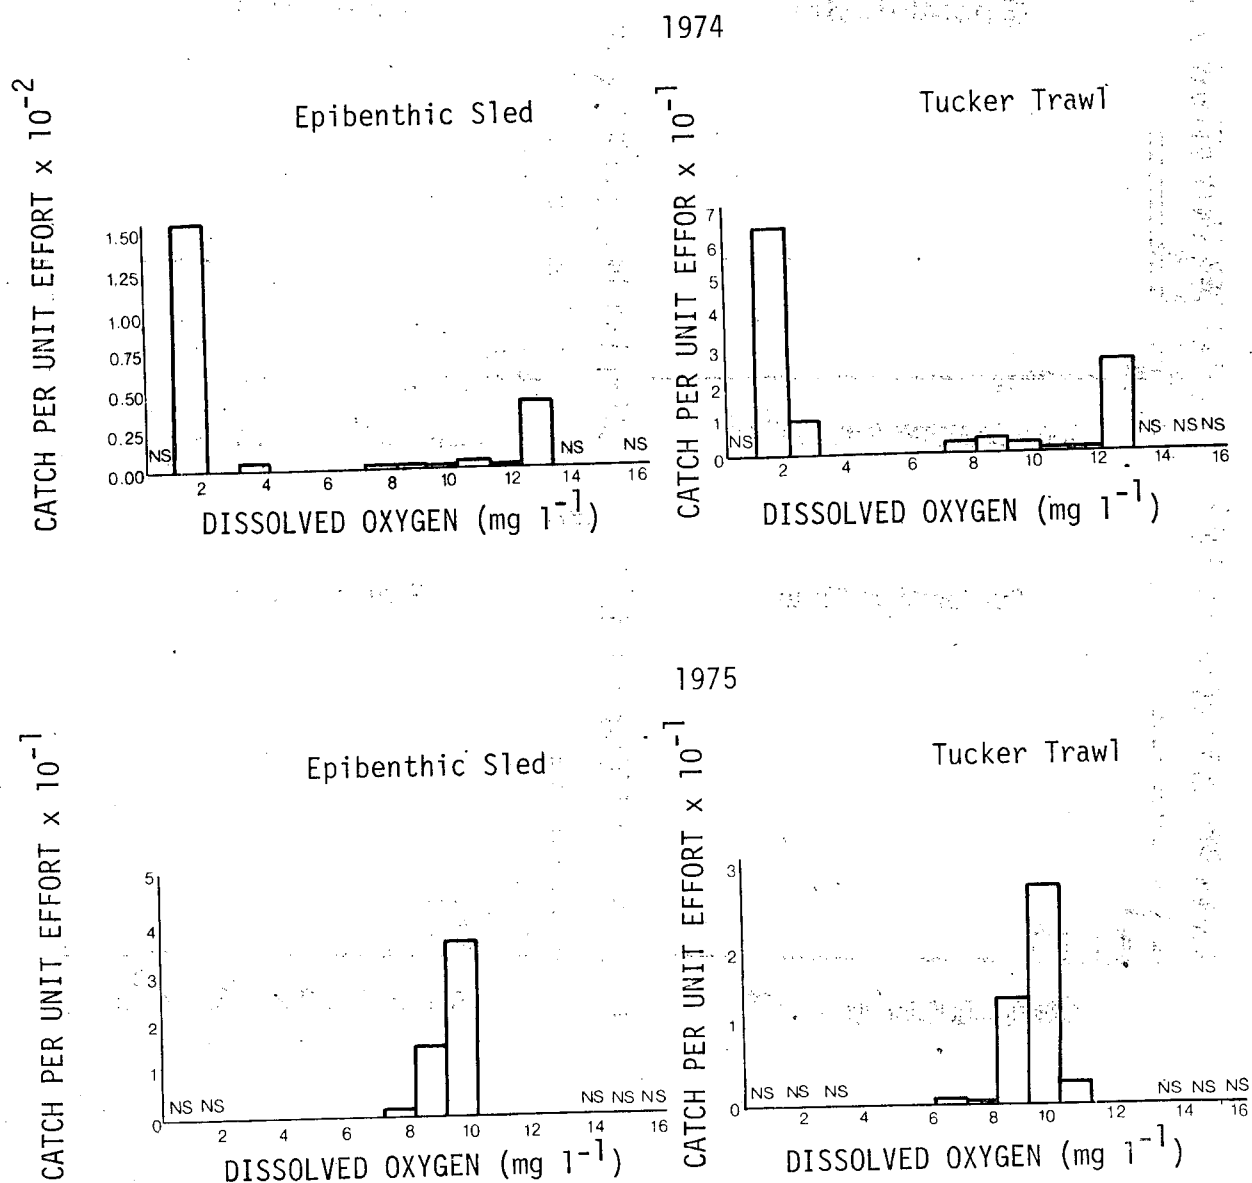 1974
Epibenthic Sled
CATCH PER UNIT EFFORT x 10-2
1.50
1.25
1.00
0.75
0.50
0.25
0.00
NS NS NS
2 4 6 8 10 12 14 16
DISSOLVED OXYGEN (mg l-1)
Tucker Trawl
CATCH PER UNIT EFFOR x 10-1
7
6
5
4
3
2
1
0
NS NS NS NS
2 4 6 8 10 12 14 16
DISSOLVED OXYGEN (mg l-1)
1975
Epibenthic Sled
CATCH PER UNIT EFFORT x 10-1
5
4
3
2
1
0
NS NS NS NS NS
2 4 6 8 10 12 14 16
DISSOLVED OXYGEN (mg l-1)
Tucker Trawl
CATCH PER UNIT EFFORT x 10-1
3
2
1
0
NS NS NS NS NS NS
2 4 6 8 10 12 14 16
DISSOLVED OXYGEN (mg l-1)